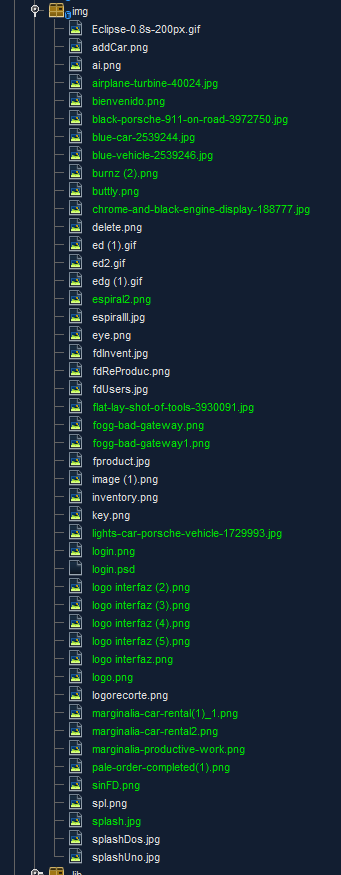 img
Eclipse-0.8s-200px.gif
addCar.png
ai.png
airplane-turbine-40024.jpg
bienvenido.png
black-porsche-911-on-road-3972750.jpg
blue-car-2539244.jpg
blue-vehicle-2539246.jpg
burnz (2).png
buttly.png
chrome-and-black-engine-display-188777.jpg
delete.png
ed (1).gif
ed2.gif
edg (1).gif
espiral2.png
espiralll.jpg
eye.png
fdInvent.jpg
fdReProduc.png
fdUsers.jpg
flat-lay-shot-of-tools-3930091.jpg
fogg-bad-gateway.png
fogg-bad-gateway1.png
fproduct.jpg
image (1).png
inventory.png
key.png
lights-car-porsche-vehicle-1729993.jpg
login.png
login.psd
logo interfaz (2).png
logo interfaz (3).png
logo interfaz (4).png
logo interfaz (5).png
logo interfaz.png
logo.png
logorecorte.png
marginalia-car-rental(1)_1.png
marginalia-car-rental2.png
marginalia-productive-work.png
pale-order-completed(1).png
sinFD.png
spl.png
splash.jpg
splashDos.jpg
splashUno.jpg